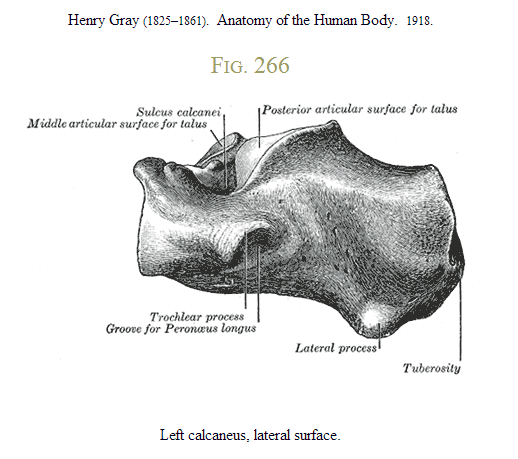 Henry Gray (1825–1861). Anatomy of the Human Body. 1918.
FIG. 266
Sulcus calcanei
Posterior articular surface for talus
Middle articular surface for talus
Trochlear process
Groove for Peronæus longus
Lateral process
Tuberosity
Left calcaneus, lateral surface.